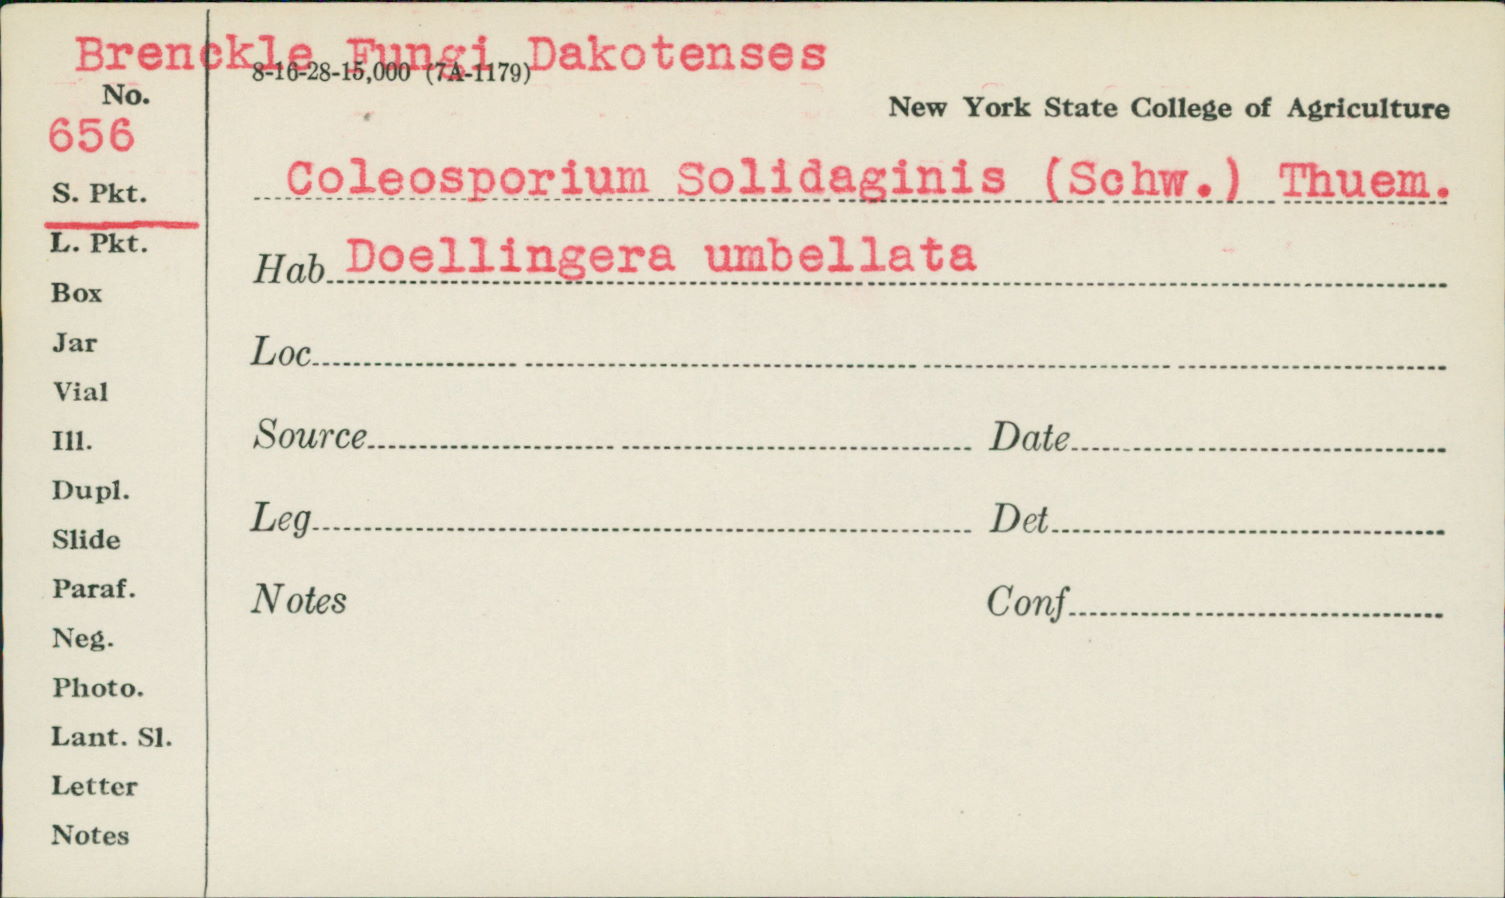 Brenckle Fungi Dakotenses
8-16-28-15,000 (7A-1179)
No.
New York State College of Agriculture
656
Coleosporium Solidaginis (Schw.) Thuem.
S. Pkt.
L. Pkt.
Hab Doellingera umbellata
Box
Jar
Loc
Vial
Ill.
Source Date
Dupl.
Slide
Leg Det
Paraf.
Notes Conf
Neg.
Photo.
Lant. Sl.
Letter
Notes